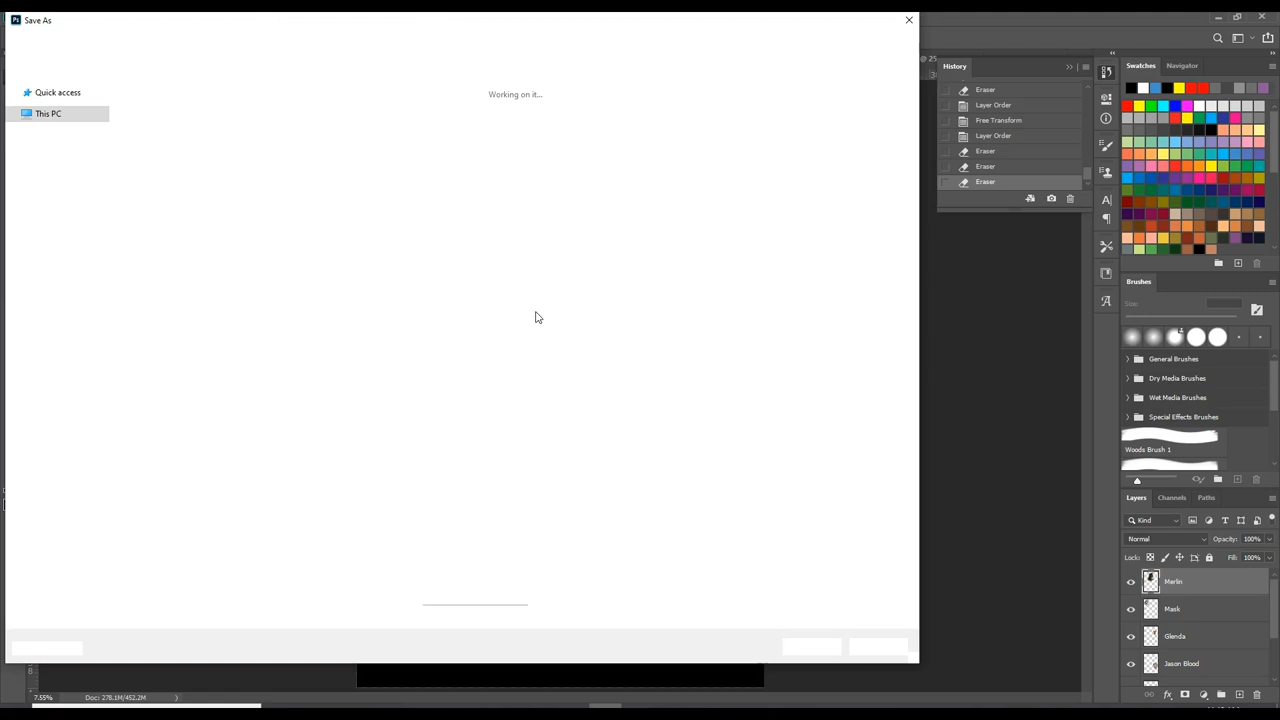 Ps Save As
Quick access
This PC
Working on it...
History
Eraser
Layer Order
Free Transform
Layer Order
Eraser
Eraser
Eraser
Swatches Navigator
Brushes
Size:
General Brushes
Dry Media Brushes
Wet Media Brushes
Special Effects Brushes
Woods Brush 1
Layers Channels Paths
Kind
Normal Opacity: 100%
Lock: Fill: 100%
Merlin
Mask
Glenda
Jason Blood
7.55% Doc: 278.1M/452.2M